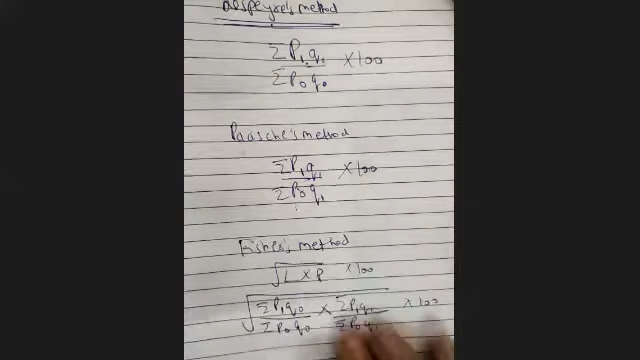 Laspeyre's method
ΣP₁q₀ / ΣP₀q₀ ×100
Paasche's method
ΣP₁q₁ / ΣP₀q₁ ×100
Fisher's method
√L×P ×100
√ΣP₁q₀ / ΣP₀q₀ × ΣP₁q₁ / ΣP₀q₁ ×100